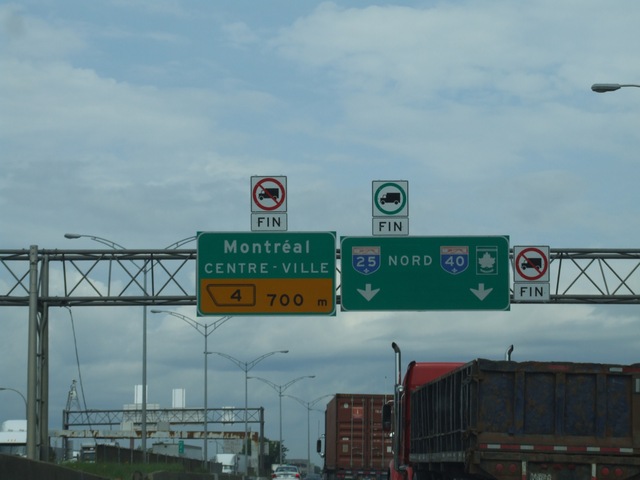 FIN
FIN
Montréal
CENTRE-VILLE
4 700 m
25 NORD 40
FIN